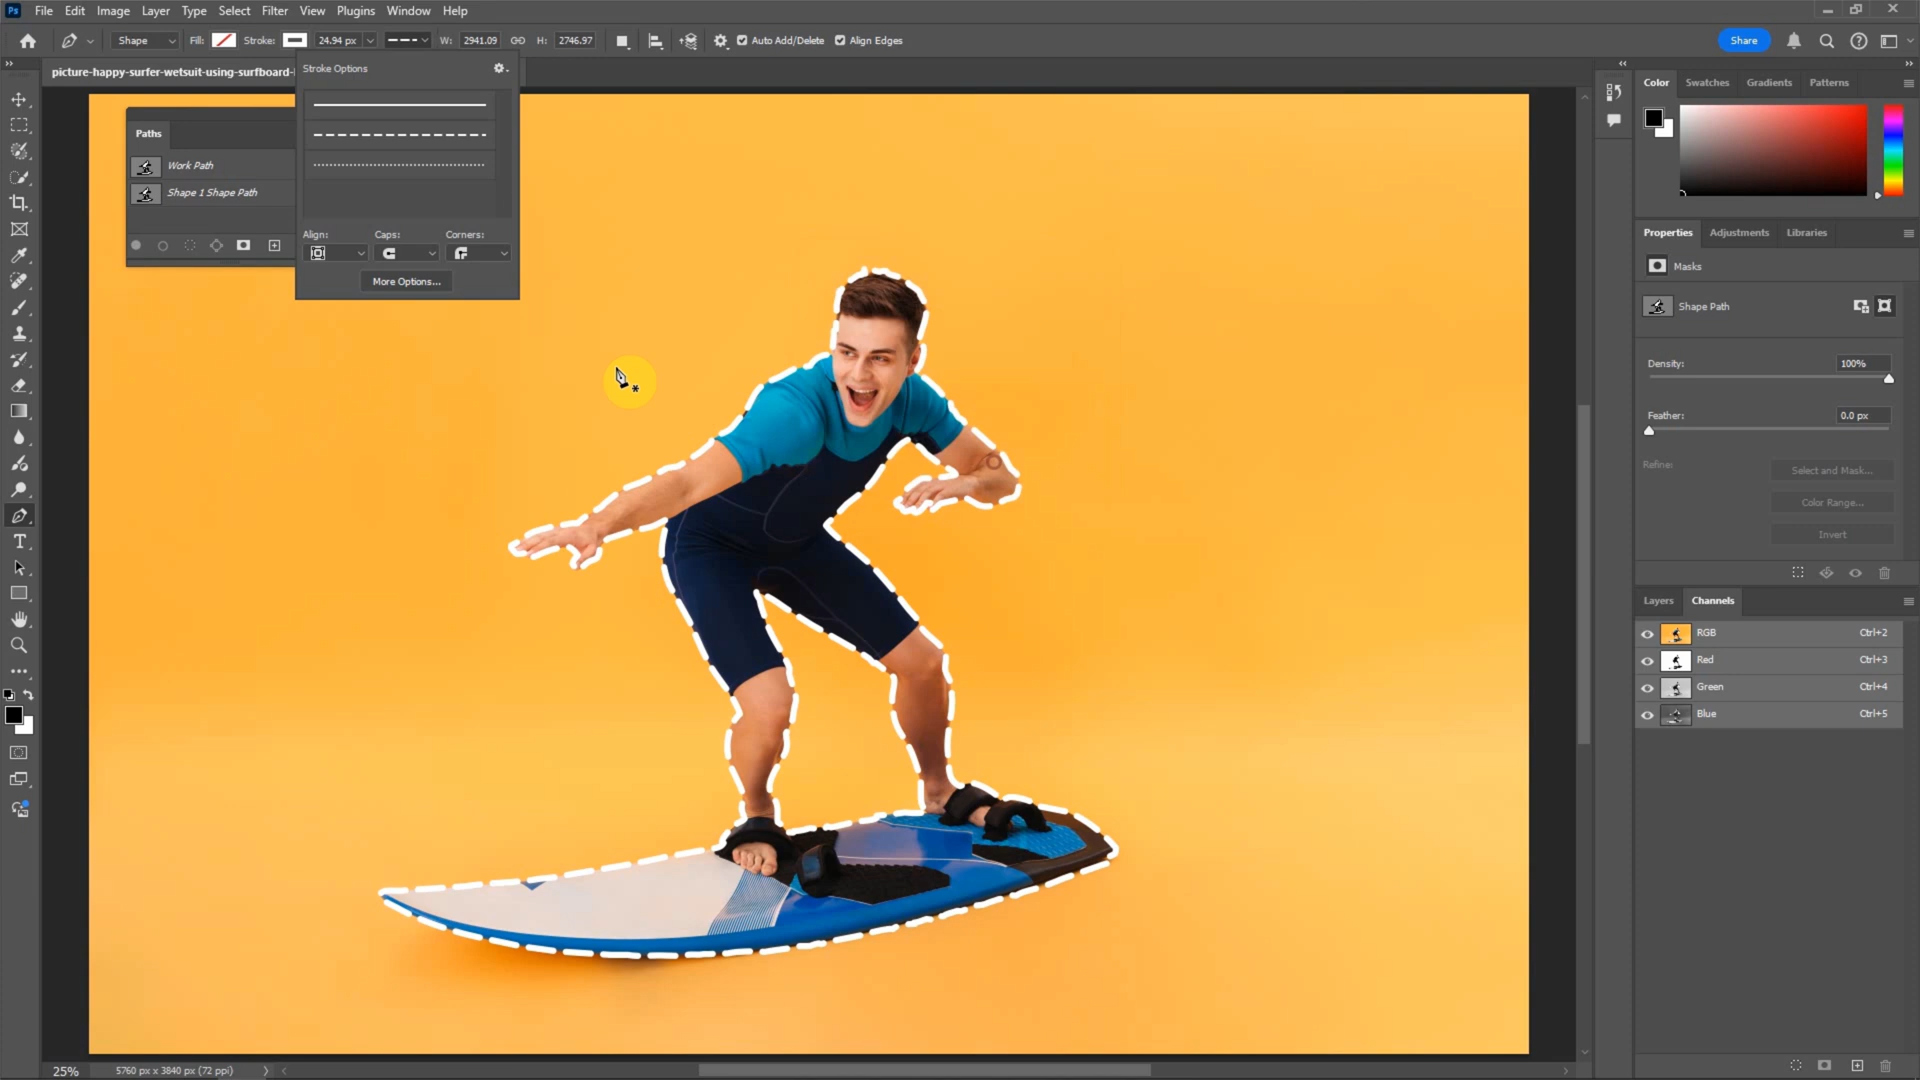 Ps File Edit Image Layer Type Select Filter View Plugins Window Help
Shape Fill: Stroke: 24.94 px W: 2941.09 H: 2746.97 Auto Add/Delete Align Edges Share
picture-happy-surfer-wetsuit-using-surfboard-
Stroke Options
Align: Caps: Corners:
More Options...
Paths
Work Path
Shape 1 Shape Path
Color Swatches Gradients Patterns
Properties Adjustments Libraries
Masks
Shape Path
Density: 100%
Feather: 0.0 px
Refine: Select and Mask...
Color Range...
Invert
Layers Channels
RGB Ctrl+2
Red Ctrl+3
Green Ctrl+4
Blue Ctrl+5
25% 5760 px x 3840 px (72 ppi)